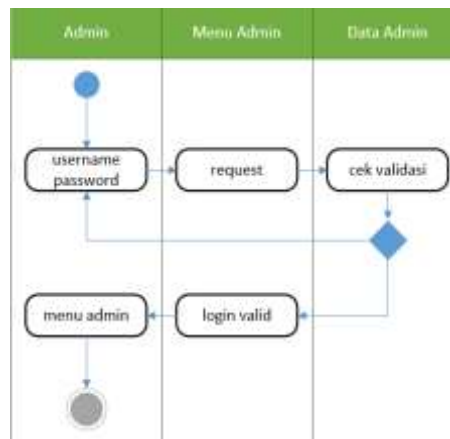 Admin
Menu Admin
Data Admin
username
password
request
cek validasi
menu admin
login valid